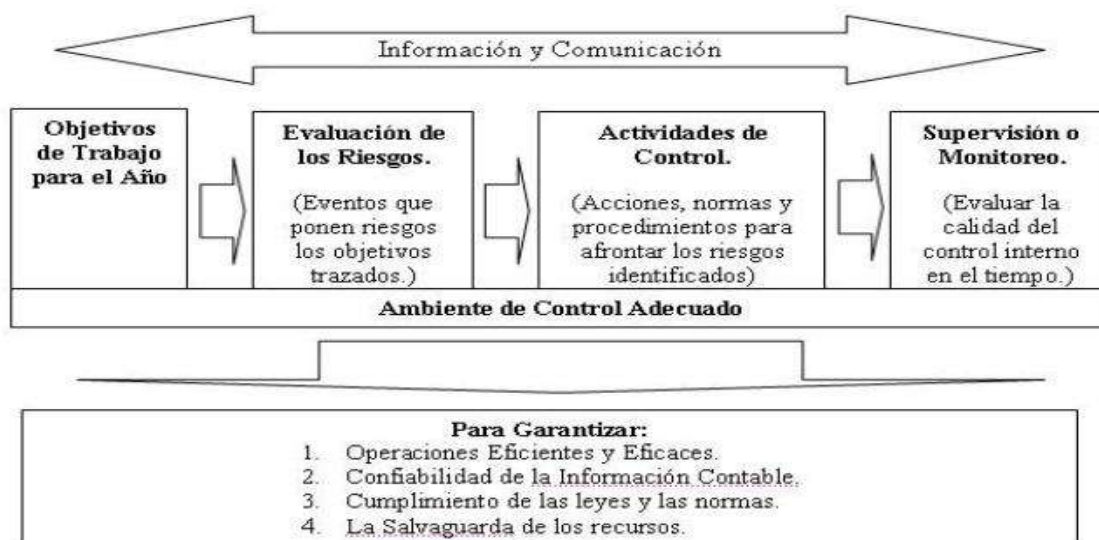 Información y Comunicación
Objetivos
de Trabajo
para el Año
Evaluación de
los Riesgos.
(Eventos que
ponen riesgos
los objetivos
trazados.)
Actividades de
Control.
(Acciones, normas y
procedimientos para
afrontar los riesgos
identificados)
Supervisión o
Monitoreo.
(Evaluar la
calidad del
control interno
en el tiempo.)
Ambiente de Control Adecuado
Para Garantizar:
1. Operaciones Eficientes y Eficaces.
2. Confiabilidad de la Información Contable.
3. Cumplimiento de las leyes y las normas.
4. La Salvaguarda de los recursos.